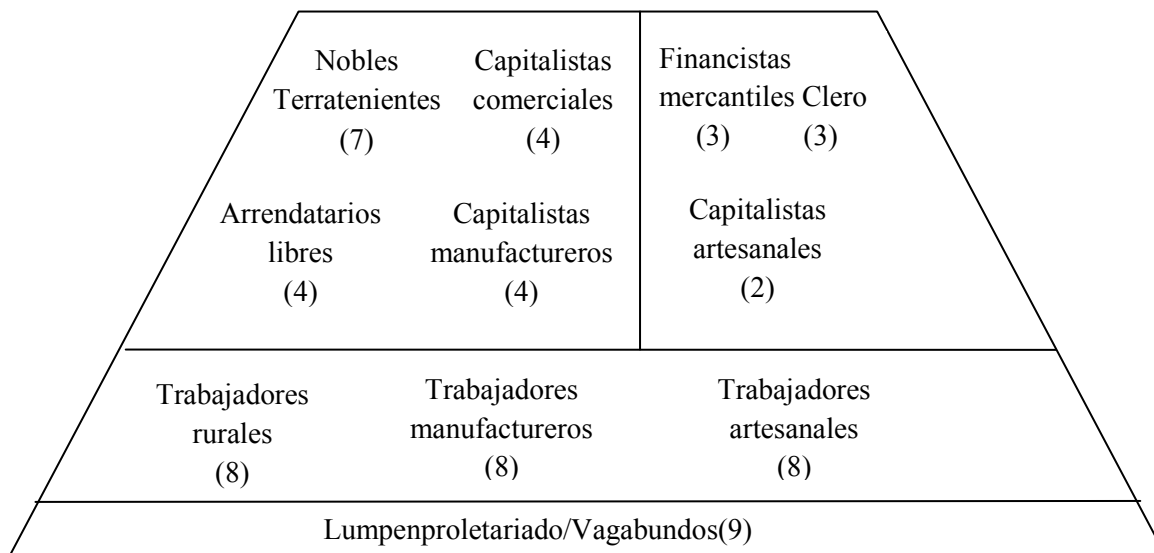 Nobles
Terratenientes
(7)
Capitalistas
comerciales
(4)
Financistas
mercantiles Clero
(3) (3)
Arrendatarios
libres
(4)
Capitalistas
manufactureros
(4)
Capitalistas
artesanales
(2)
Trabajadores
rurales
(8)
Trabajadores
manufactureros
(8)
Trabajadores
artesanales
(8)
Lumpenproletariado/Vagabundos(9)